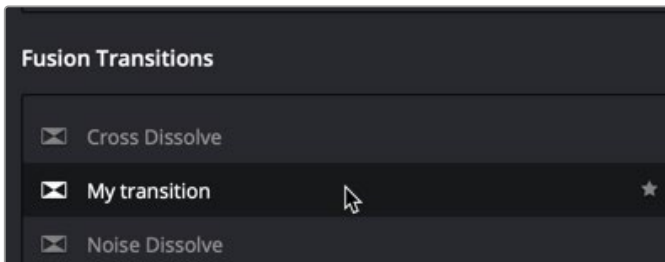 Fusion Transitions
Cross Dissolve
My transition
Noise Dissolve